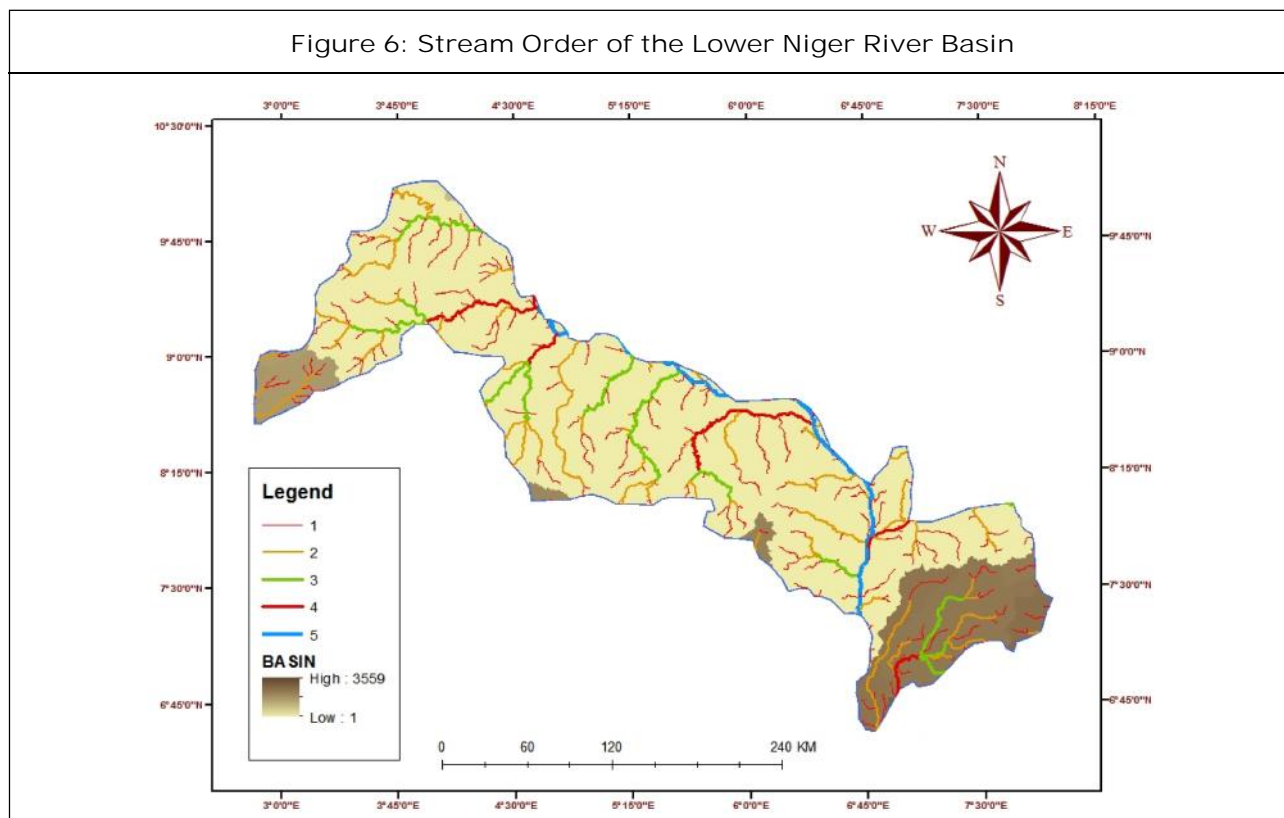 Figure 6: Stream Order of the Lower Niger River Basin
3°0'0"E 3°45'0"E 4°30'0"E 5°15'0"E 6°0'0"E 6°45'0"E 7°30'0"E 8°15'0"E
10°30'0"N
N
W E
S
9°45'0"N 9°45'0"N
9°0'0"N 9°0'0"N
8°15'0"N 8°15'0"N
7°30'0"N 7°30'0"N
6°45'0"N 6°45'0"N
Legend
1
2
3
4
5
BASIN
High : 3559
Low : 1
0 60 120 240 KM
3°0'0"E 3°45'0"E 4°30'0"E 5°15'0"E 6°0'0"E 6°45'0"E 7°30'0"E